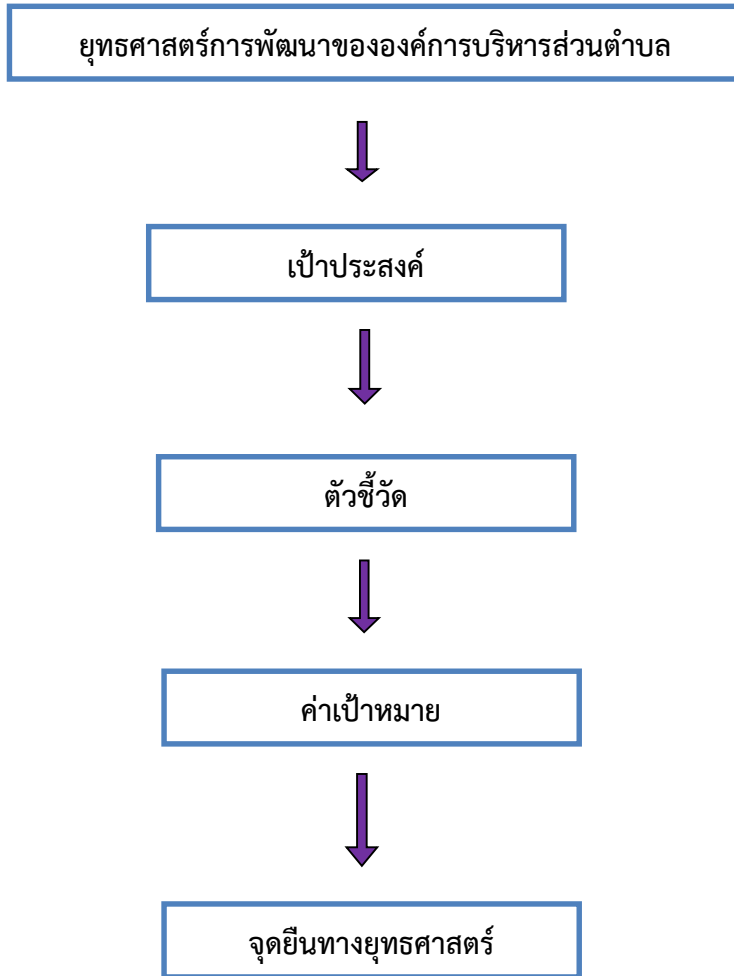 ยุทธศาสตร์การพัฒนาขององค์การบริหารส่วนตำบล
เป้าประสงค์
ตัวชี้วัด
ค่าเป้าหมาย
จุดยืนทางยุทธศาสตร์